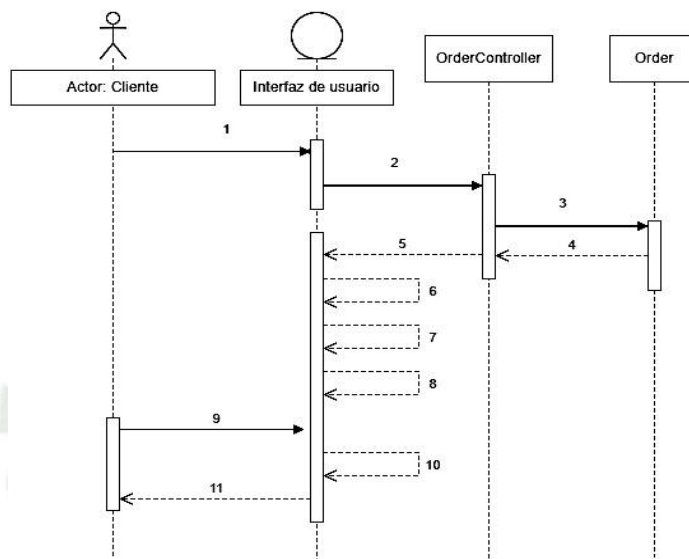 OrderController
Order
Actor: Cliente
Interfaz de usuario
1
2
3
4
5
6
7
8
9
10
11